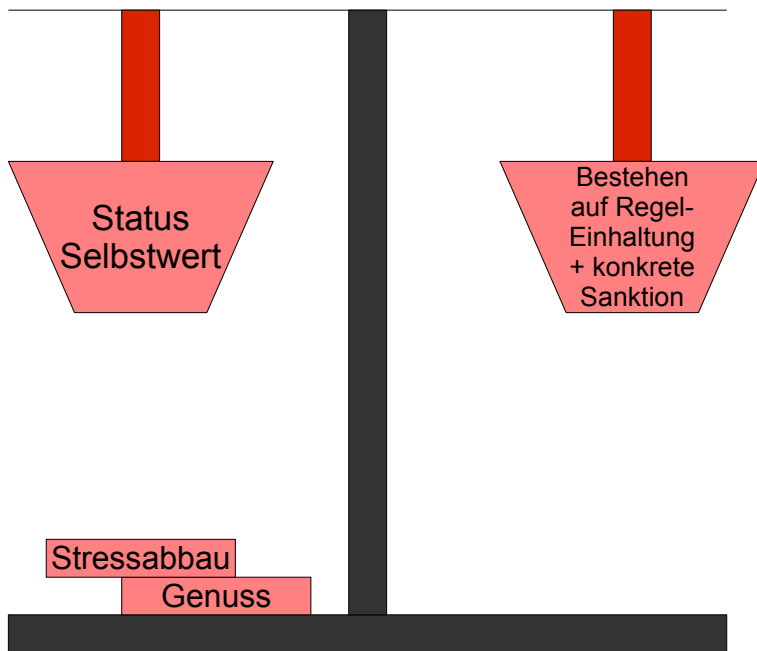 Status
Selbstwert
Bestehen
auf Regel-
Einhaltung
+ konkrete
Sanktion
Stressabbau
Genuss